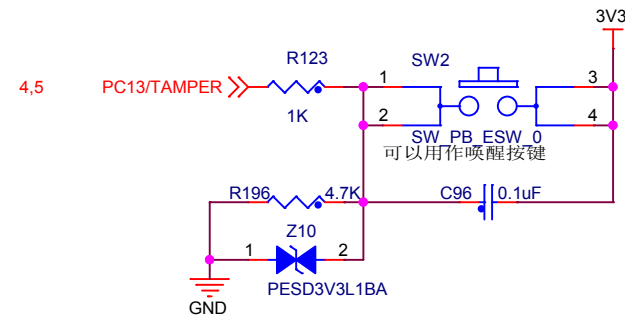 3V3
R123
1
SW2
3
4,5
PC13/TAMPER
1K
2
4
SW_PB_ESW_0
可以用作唤醒按键
R196
4.7K
C96
0.1uF
Z10
1
2
PESD3V3L1BA
GND